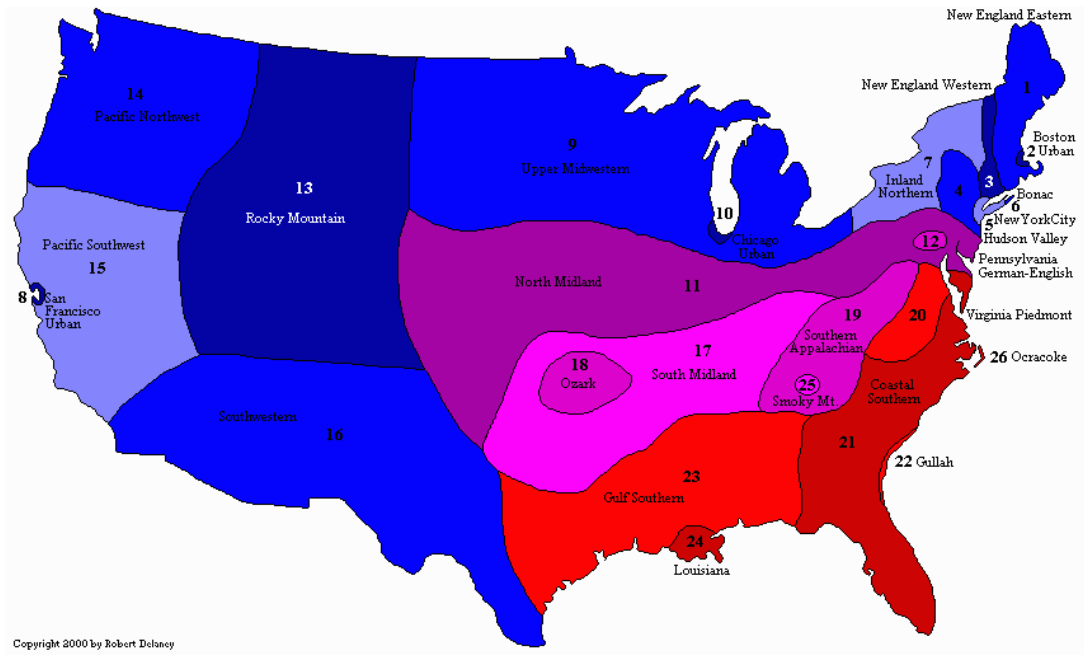 New England Eastern
14
Pacific Northwest
9
Upper Midwestern
New England Western
1
Boston
2 Urban
7
Inland
Northern
4
3
Bonac
6
5
NewYorkCity
Hudson Valley
13
Rocky Mountain
10
Chicago
Urban
12
Pennsylvania
German-English
Pacific Southwest
15
8 San
Francisco
Urban
North Midland
11
Virginia Piedmont
20
19
Southern
Appalachian
17
South Midland
18
Ozark
26 Ocracoke
25
Smoky Mt.
Coastal
Southern
Southwestern
16
21
22 Gullah
23
Gulf Southern
24
Louisiana
Copyright 2000 by Robert Delaney